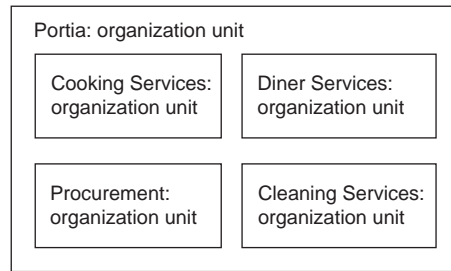 Portia: organization unit
Cooking Services:
organization unit
Diner Services:
organization unit
Procurement:
organization unit
Cleaning Services:
organization unit